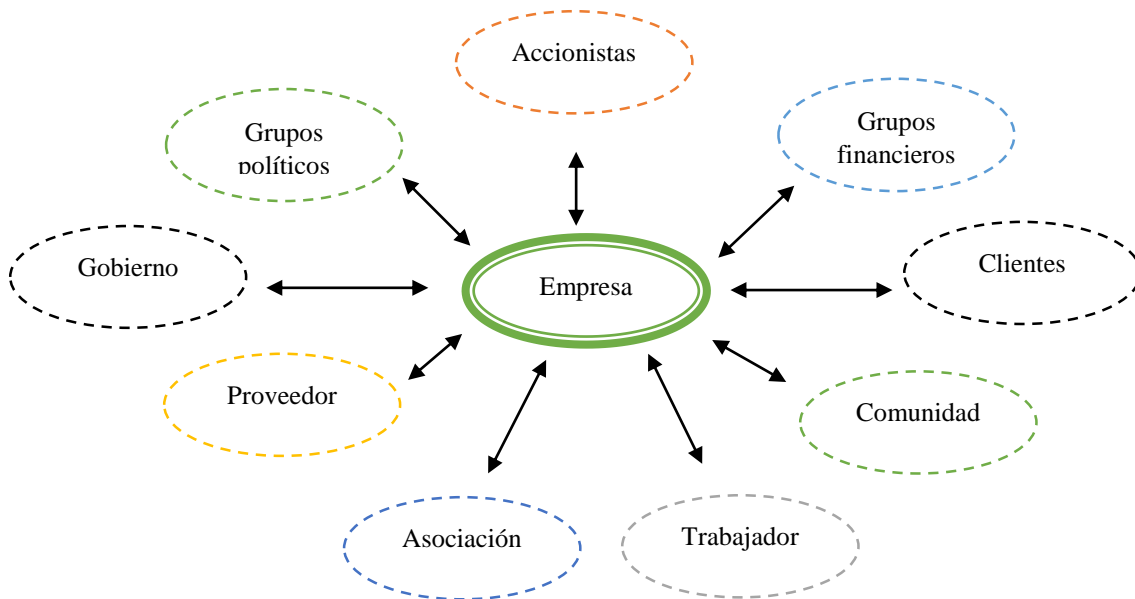 Accionistas
Grupos
políticos
Grupos
financieros
Gobierno
Empresa
Clientes
Proveedor
Comunidad
Asociación
Trabajador